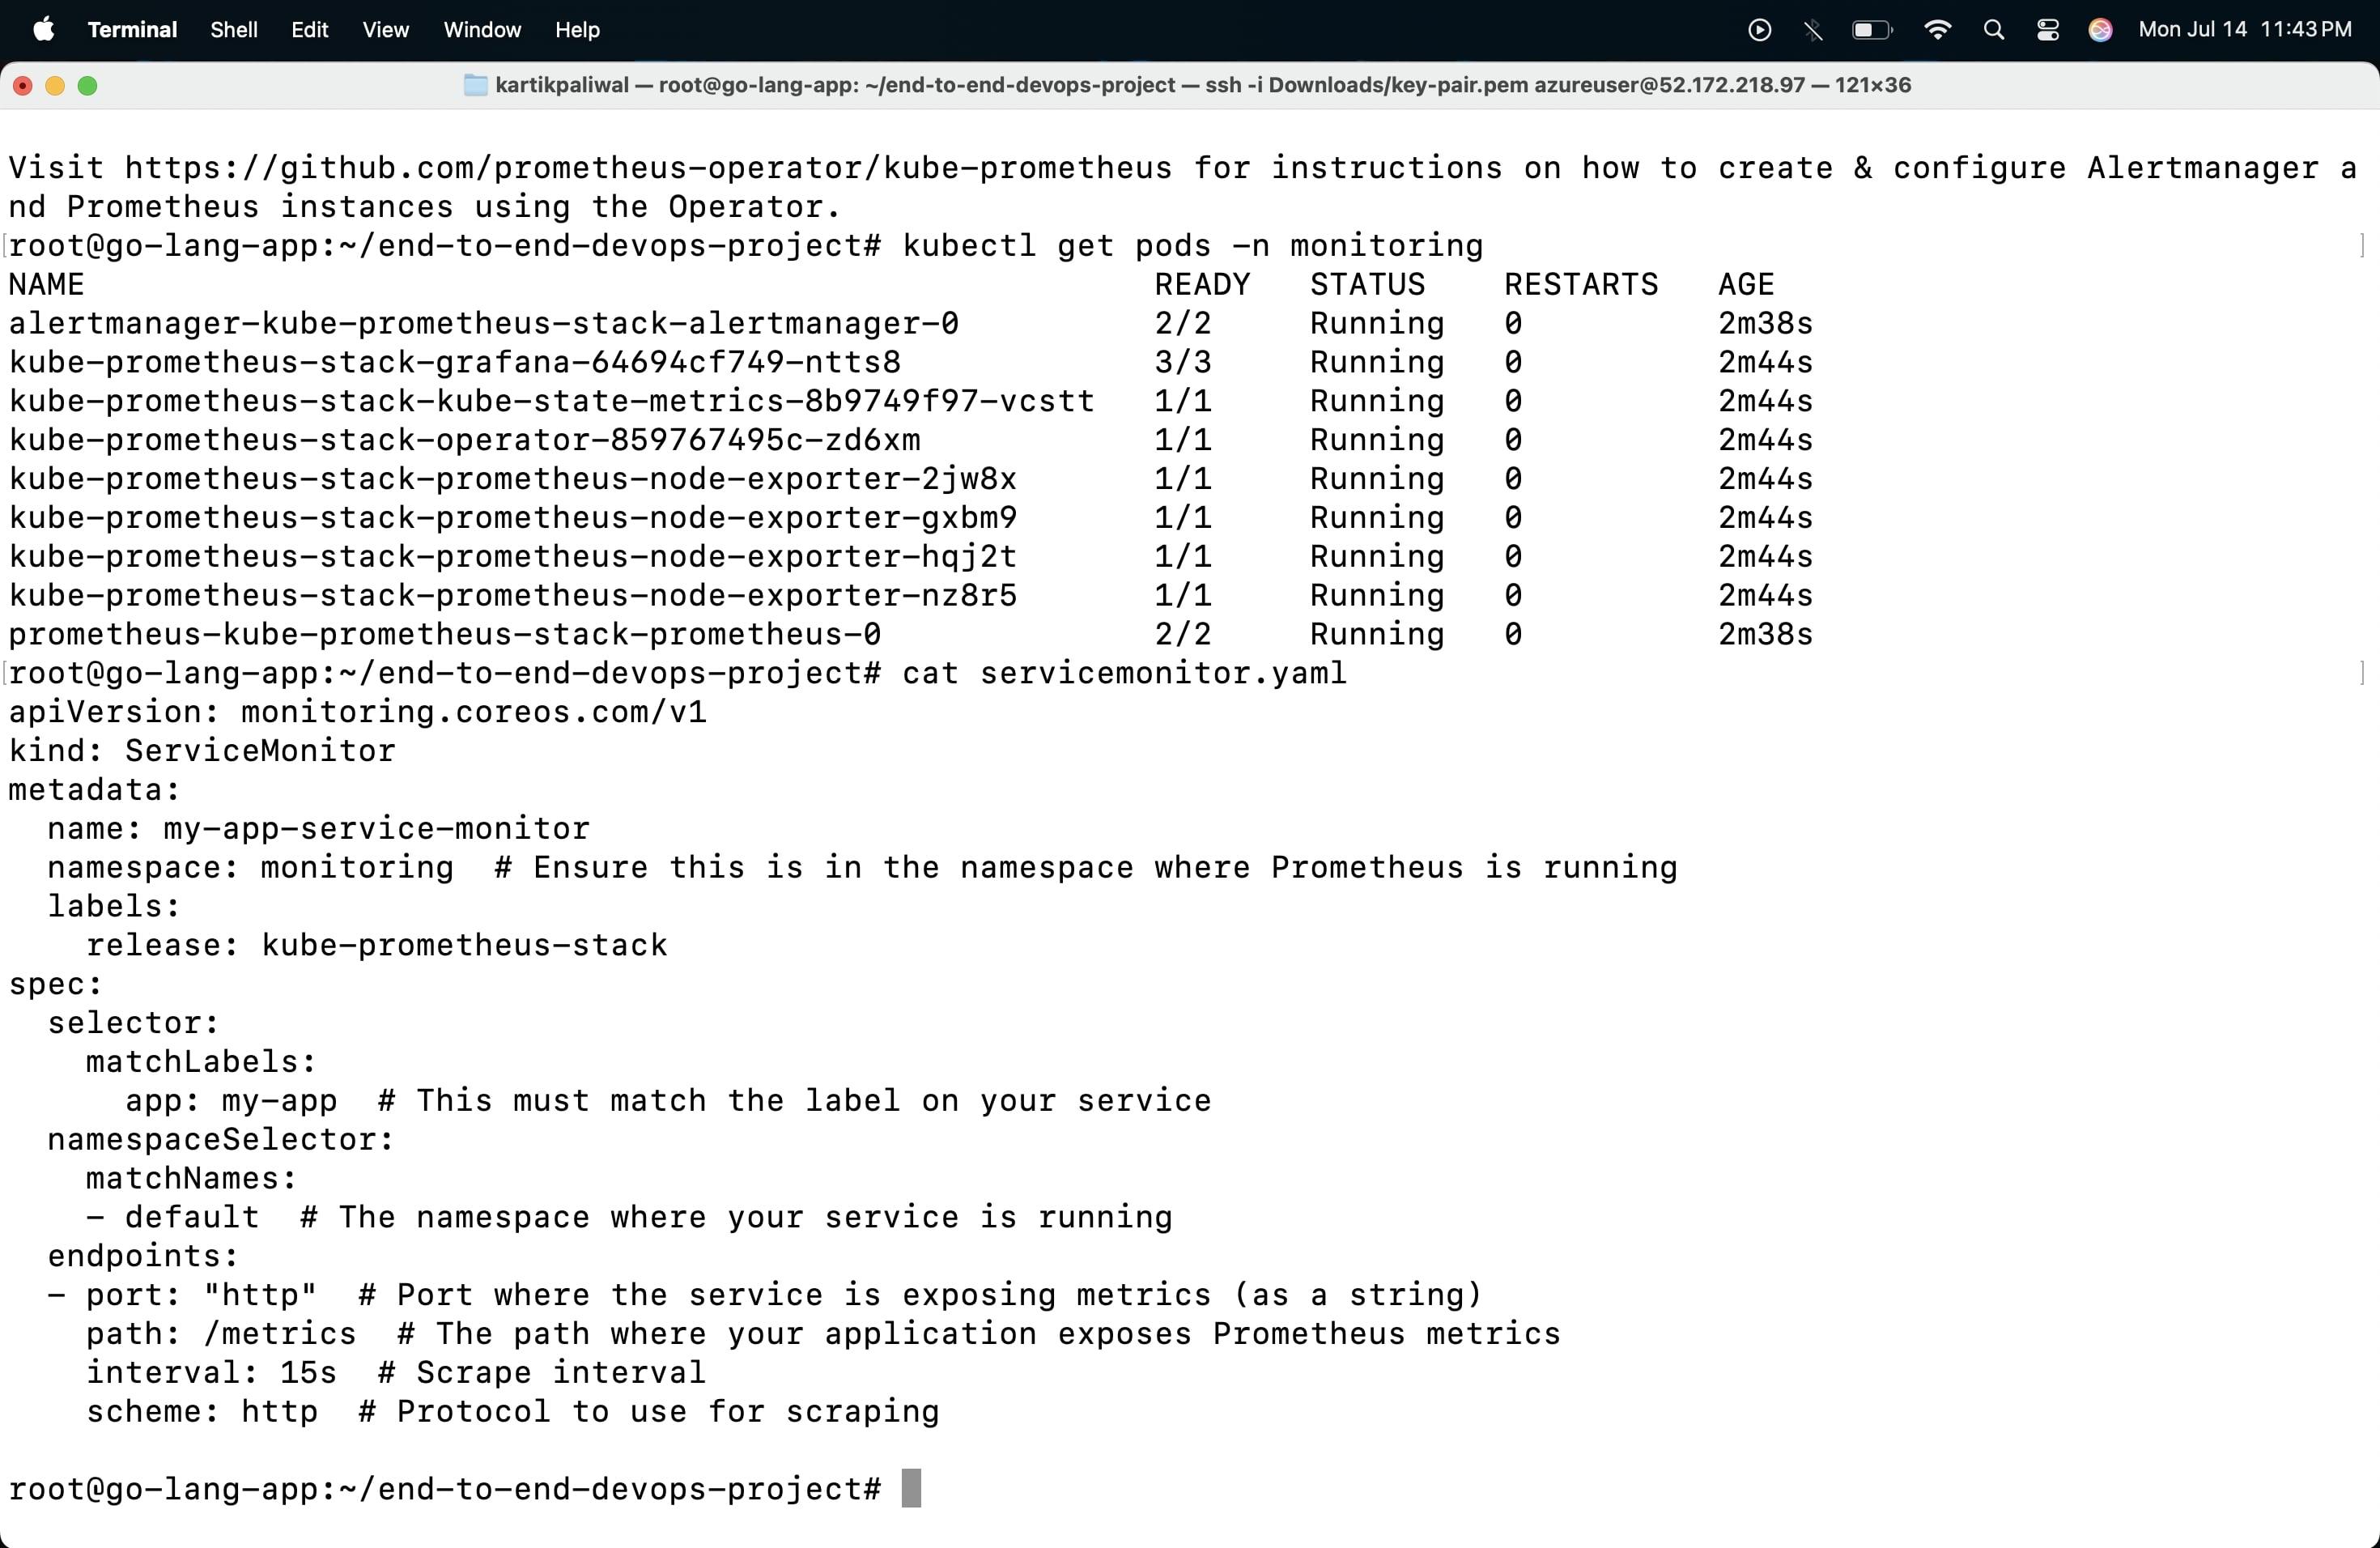 Terminal Shell Edit View Window Help Mon Jul 14 11:43 PM
kartikpaliwal — root@go-lang-app: ~/end-to-end-devops-project — ssh -i Downloads/key-pair.pem azureuser@52.172.218.97 — 121×36
Visit https://github.com/prometheus-operator/kube-prometheus for instructions on how to create & configure Alertmanager a
nd Prometheus instances using the Operator.
[root@go-lang-app:~/end-to-end-devops-project# kubectl get pods -n monitoring ]
NAME READY STATUS RESTARTS AGE
alertmanager-kube-prometheus-stack-alertmanager-0 2/2 Running 0 2m38s
kube-prometheus-stack-grafana-64694cf749-ntts8 3/3 Running 0 2m44s
kube-prometheus-stack-kube-state-metrics-8b9749f97-vcstt 1/1 Running 0 2m44s
kube-prometheus-stack-operator-859767495c-zd6xm 1/1 Running 0 2m44s
kube-prometheus-stack-prometheus-node-exporter-2jw8x 1/1 Running 0 2m44s
kube-prometheus-stack-prometheus-node-exporter-gxbm9 1/1 Running 0 2m44s
kube-prometheus-stack-prometheus-node-exporter-hqj2t 1/1 Running 0 2m44s
kube-prometheus-stack-prometheus-node-exporter-nz8r5 1/1 Running 0 2m44s
prometheus-kube-prometheus-stack-prometheus-0 2/2 Running 0 2m38s
[root@go-lang-app:~/end-to-end-devops-project# cat servicemonitor.yaml ]
apiVersion: monitoring.coreos.com/v1
kind: ServiceMonitor
metadata:
  name: my-app-service-monitor
  namespace: monitoring  # Ensure this is in the namespace where Prometheus is running
  labels:
    release: kube-prometheus-stack
spec:
  selector:
    matchLabels:
      app: my-app  # This must match the label on your service
  namespaceSelector:
    matchNames:
    - default  # The namespace where your service is running
  endpoints:
  - port: "http"  # Port where the service is exposing metrics (as a string)
    path: /metrics  # The path where your application exposes Prometheus metrics
    interval: 15s  # Scrape interval
    scheme: http  # Protocol to use for scraping
root@go-lang-app:~/end-to-end-devops-project#